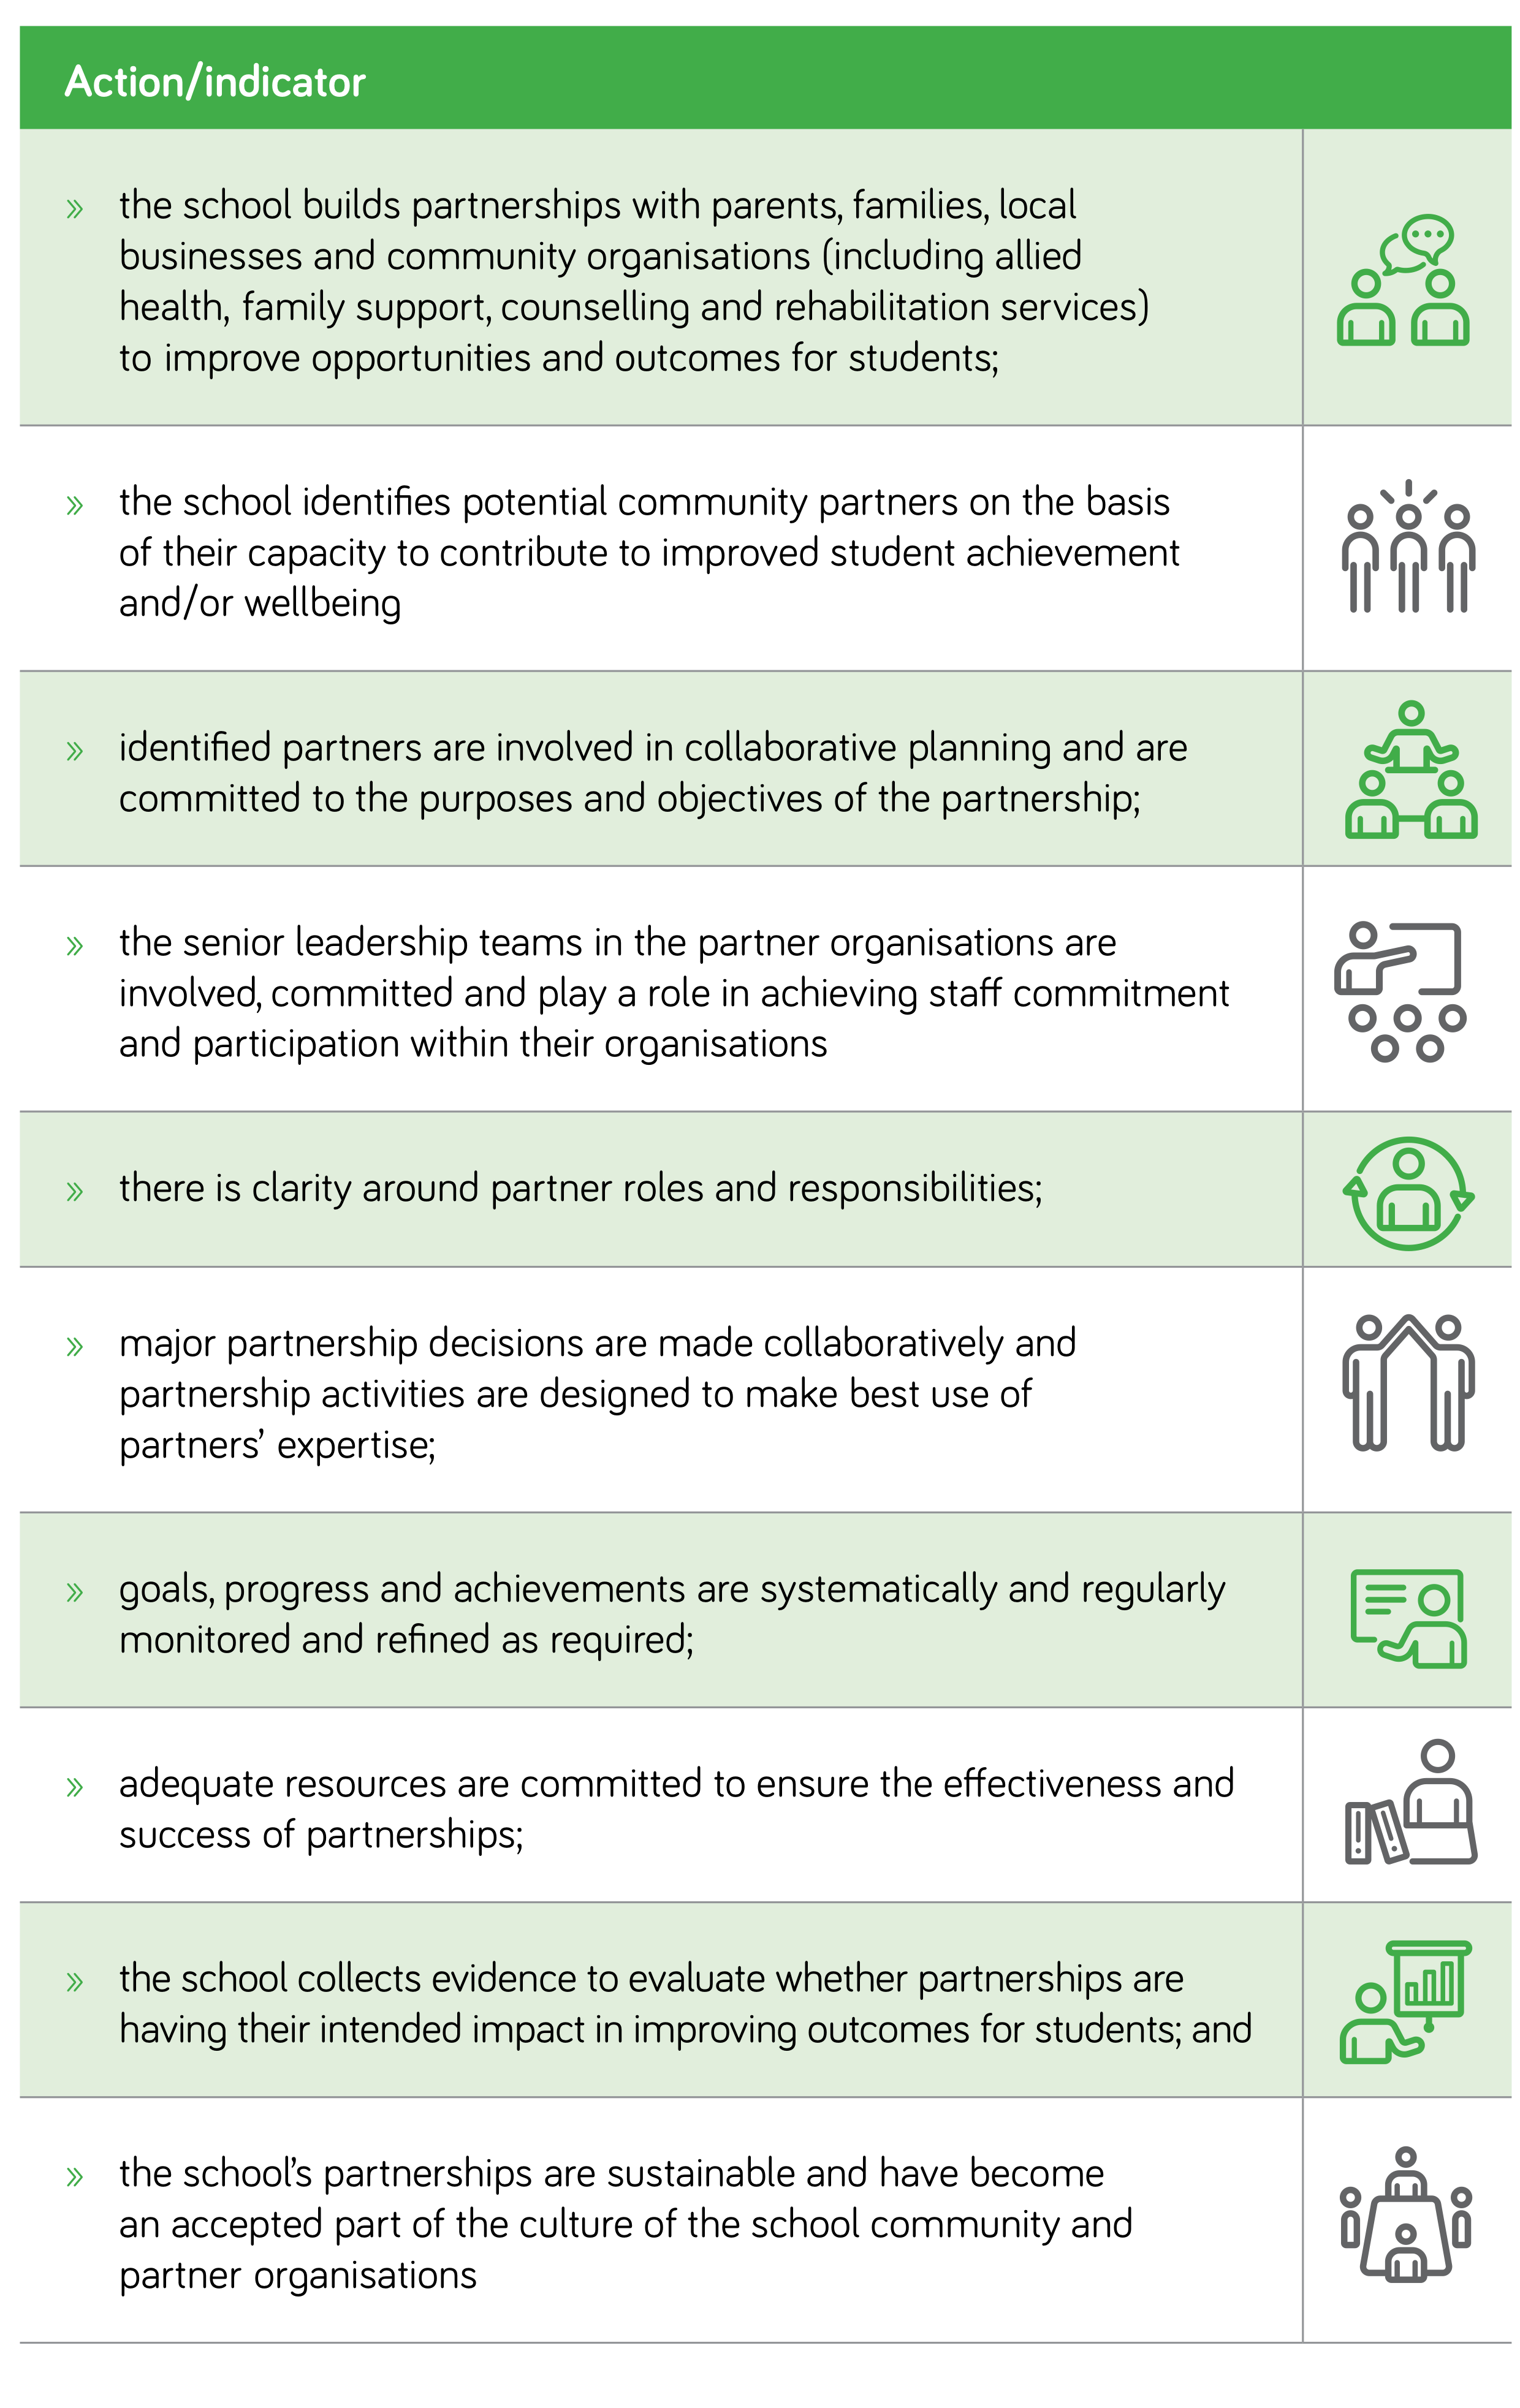 Action/indicator
» the school builds partnerships with parents, families, local
businesses and community organisations (including allied
health, family support, counselling and rehabilitation services)
to improve opportunities and outcomes for students;
» the school identifies potential community partners on the basis
of their capacity to contribute to improved student achievement
and/or wellbeing
» identified partners are involved in collaborative planning and are
committed to the purposes and objectives of the partnership;
» the senior leadership teams in the partner organisations are
involved, committed and play a role in achieving staff commitment
and participation within their organisations
» there is clarity around partner roles and responsibilities;
» major partnership decisions are made collaboratively and
partnership activities are designed to make best use of
partners’ expertise;
» goals, progress and achievements are systematically and regularly
monitored and refined as required;
» adequate resources are committed to ensure the effectiveness and
success of partnerships;
» the school collects evidence to evaluate whether partnerships are
having their intended impact in improving outcomes for students; and
» the school’s partnerships are sustainable and have become
an accepted part of the culture of the school community and
partner organisations